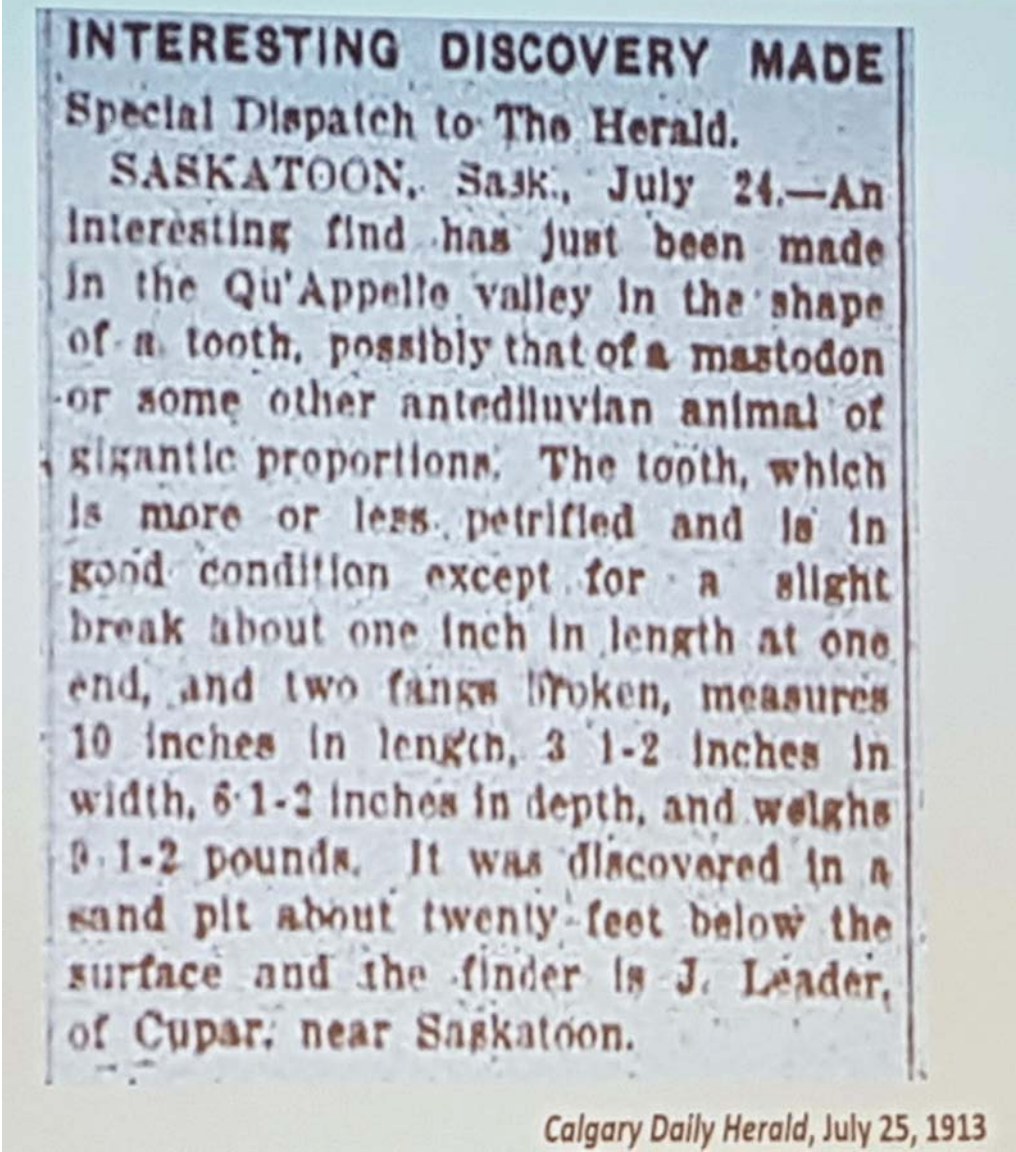 INTERESTING DISCOVERY MADE
Special Dispatch to The Herald.
SASKATOON, Sask., July 24.—An
interesting find has just been made
in the Qu'Appelle valley in the shape
of a tooth, possibly that of a mastodon
or some other antediluvian animal of
gigantic proportions. The tooth, which
is more or less petrified and is in
good condition except for a slight
break about one inch in length at one
end, and two fangs broken, measures
10 inches in length, 3 1-2 inches in
width, 6 1-2 inches in depth, and weighs
1-2 pounds. It was discovered in a
sand pit about twenty feet below the
surface and the finder is J. Leader,
of Cupar, near Saskatoon.
Calgary Daily Herald, July 25, 1913